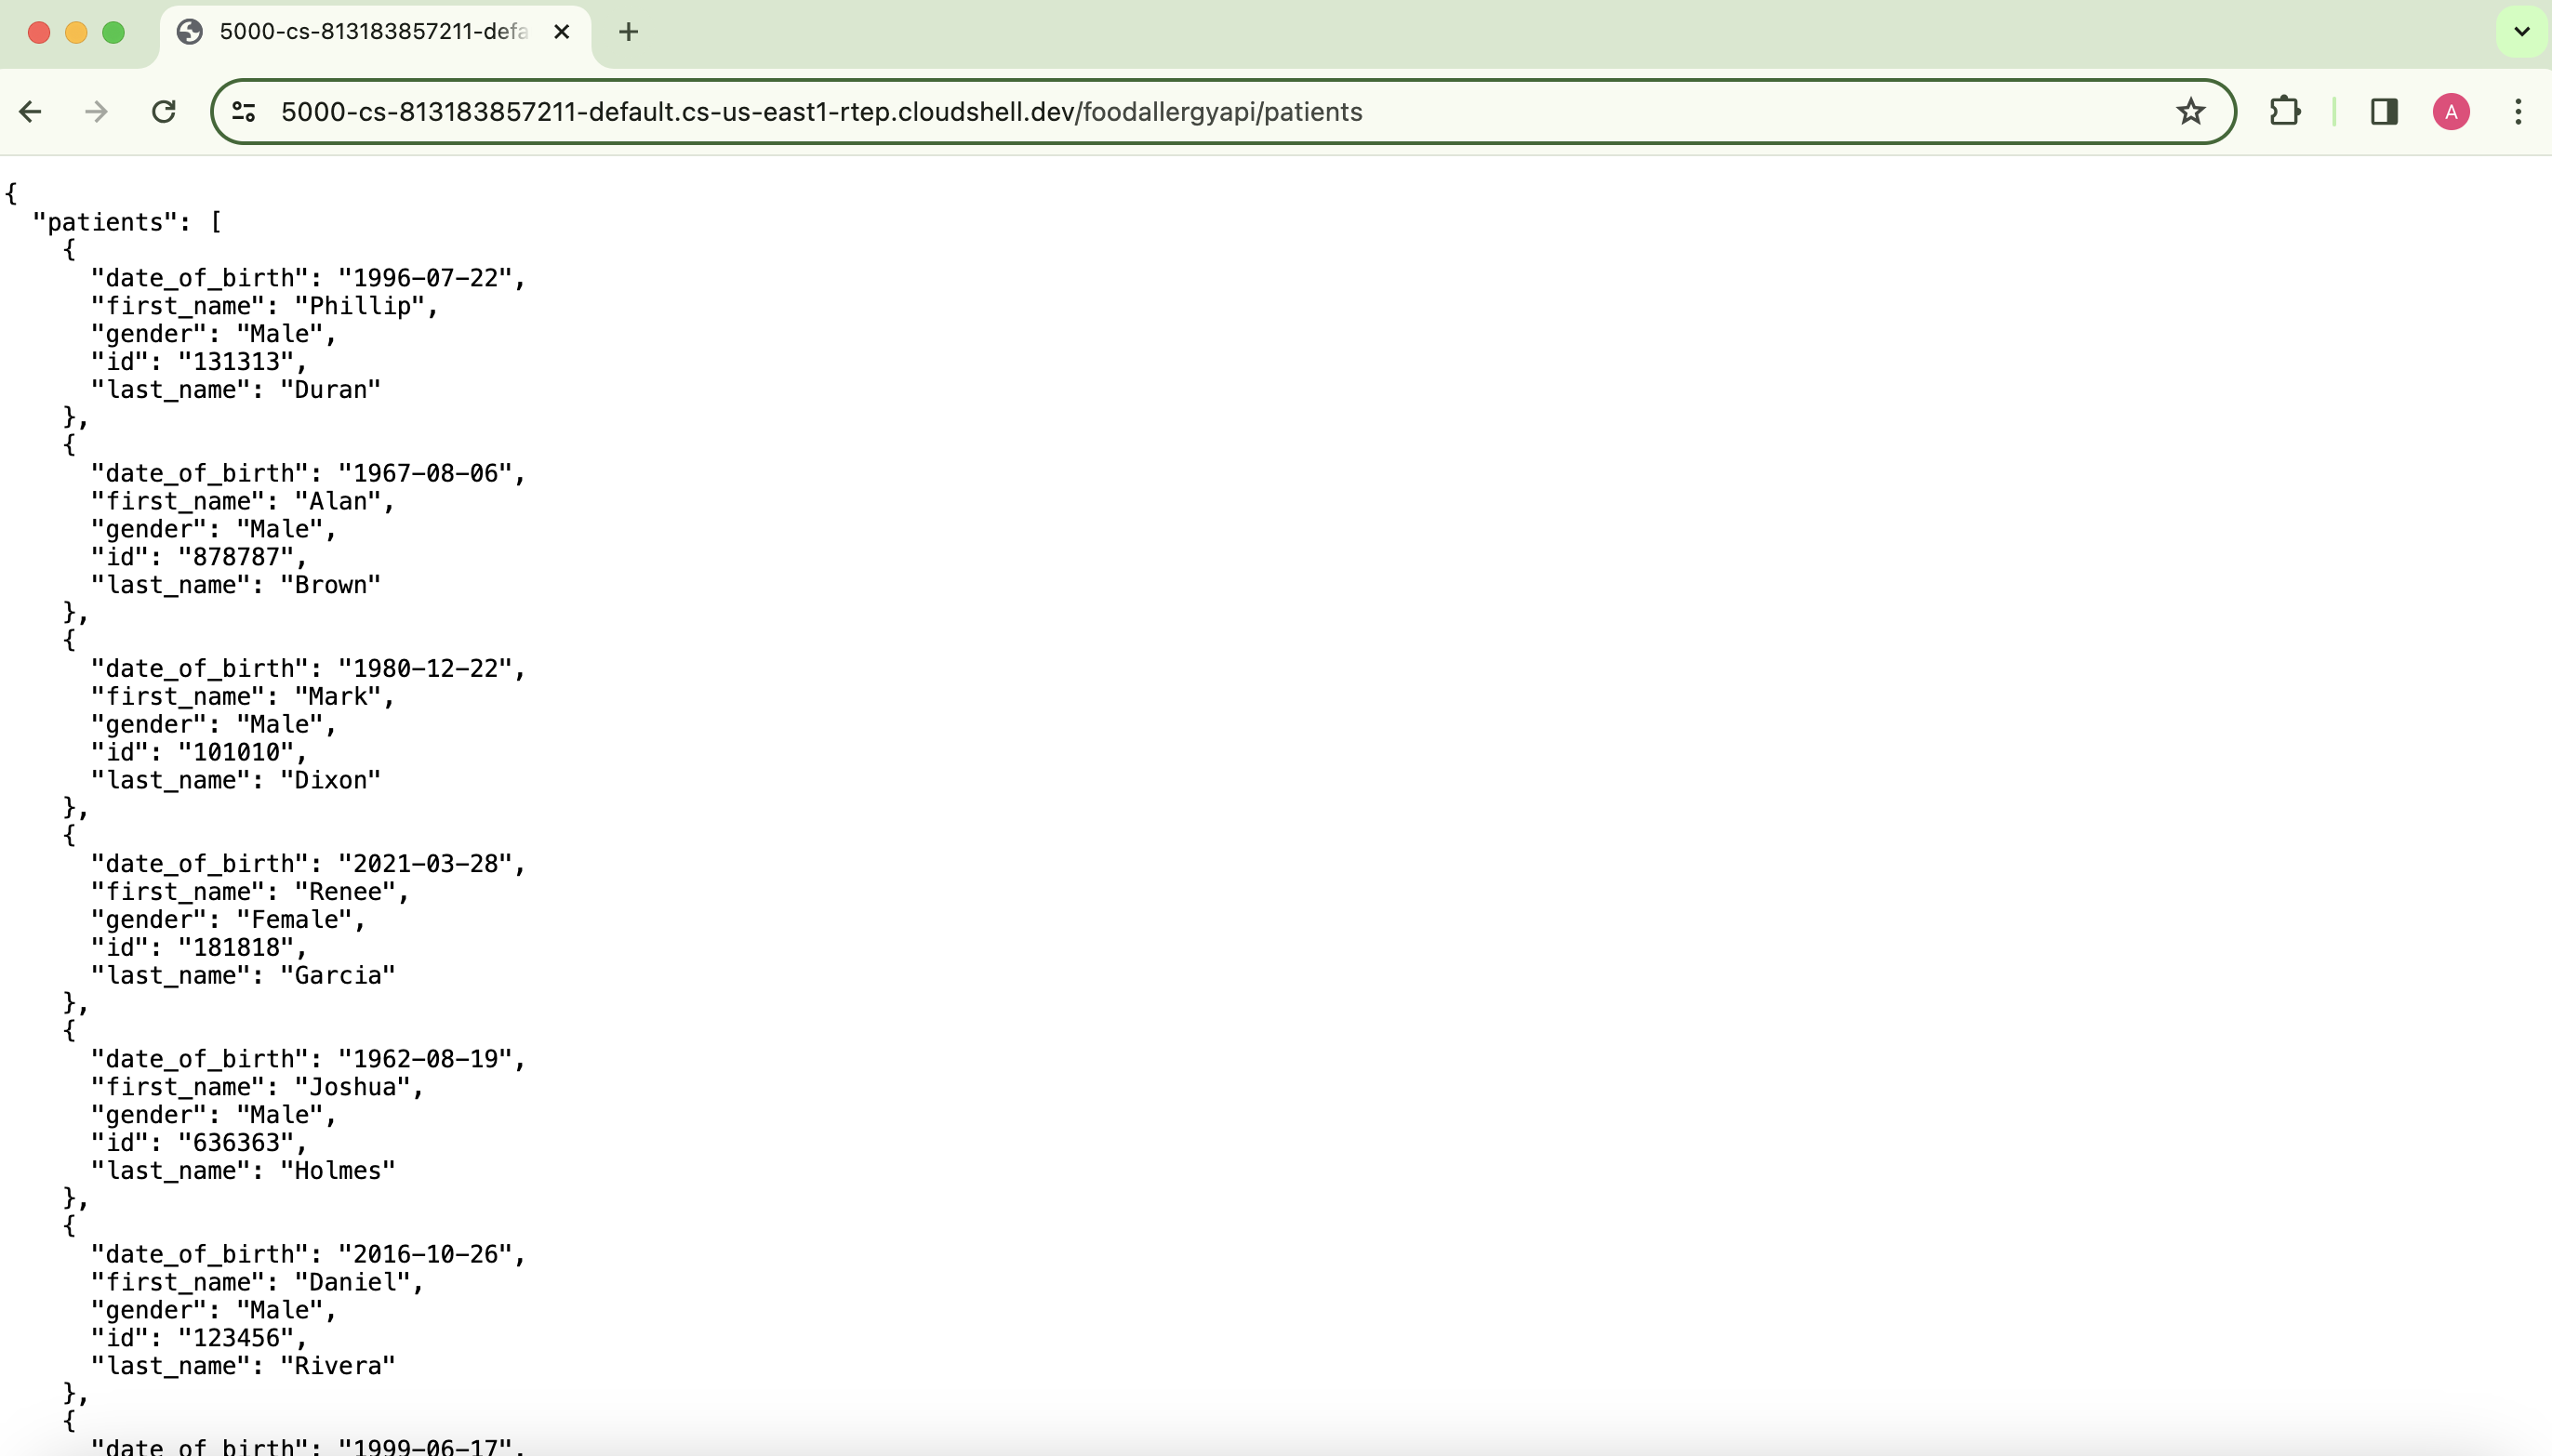 5000-cs-813183857211-defa
5000-cs-813183857211-default.cs-us-east1-rtep.cloudshell.dev/foodallergyapi/patients
A
{
  "patients": [
    {
      "date_of_birth": "1996-07-22",
      "first_name": "Phillip",
      "gender": "Male",
      "id": "131313",
      "last_name": "Duran"
    },
    {
      "date_of_birth": "1967-08-06",
      "first_name": "Alan",
      "gender": "Male",
      "id": "878787",
      "last_name": "Brown"
    },
    {
      "date_of_birth": "1980-12-22",
      "first_name": "Mark",
      "gender": "Male",
      "id": "101010",
      "last_name": "Dixon"
    },
    {
      "date_of_birth": "2021-03-28",
      "first_name": "Renee",
      "gender": "Female",
      "id": "181818",
      "last_name": "Garcia"
    },
    {
      "date_of_birth": "1962-08-19",
      "first_name": "Joshua",
      "gender": "Male",
      "id": "636363",
      "last_name": "Holmes"
    },
    {
      "date_of_birth": "2016-10-26",
      "first_name": "Daniel",
      "gender": "Male",
      "id": "123456",
      "last_name": "Rivera"
    },
    {
      "date_of_birth": "1999-06-17",